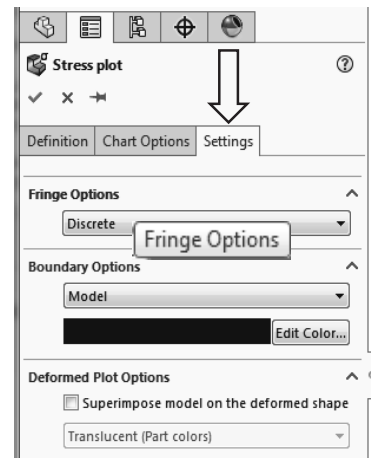 Stress plot
Definition Chart Options Settings
Fringe Options
Discrete
Fringe Options
Boundary Options
Model
Edit Color...
Deformed Plot Options
Superimpose model on the deformed shape
Translucent (Part colors)